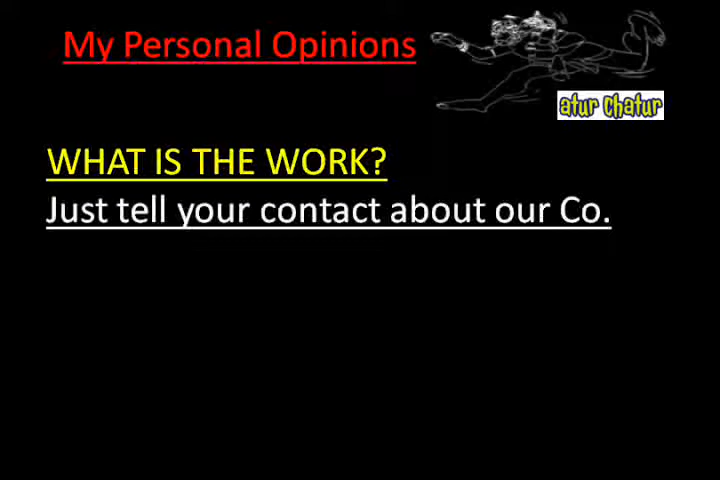 My Personal Opinions
atur chatur
WHAT IS THE WORK?
Just tell your contact about our Co.